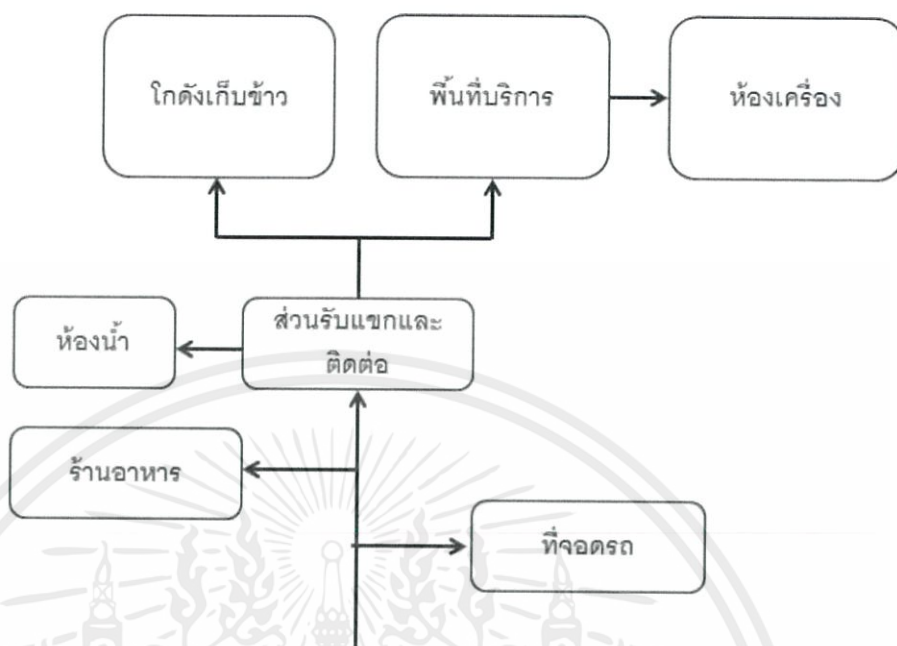 โกดังเก็บข้าว
พื้นที่บริการ
ห้องเครื่อง
ห้องน้ำ
ส่วนรับแขกและ
ติดต่อ
ร้านอาหาร
ที่จอดรถ